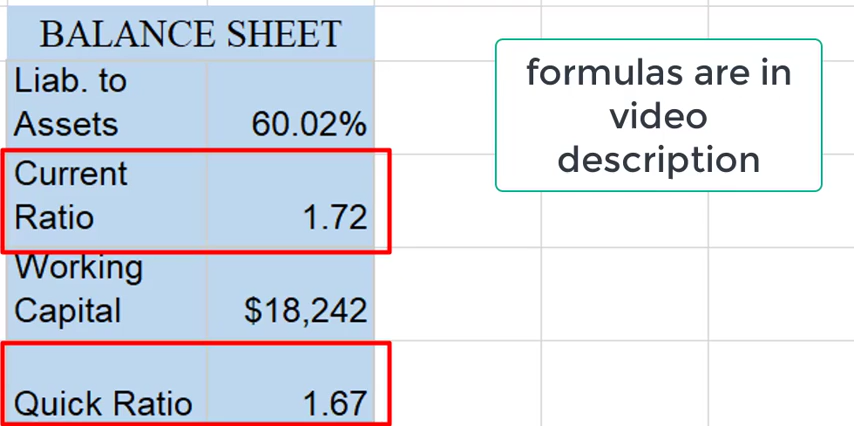 BALANCE SHEET
Liab. to
Assets 60.02%
Current
Ratio 1.72
Working
Capital $18,242
Quick Ratio 1.67
formulas are in
video
description